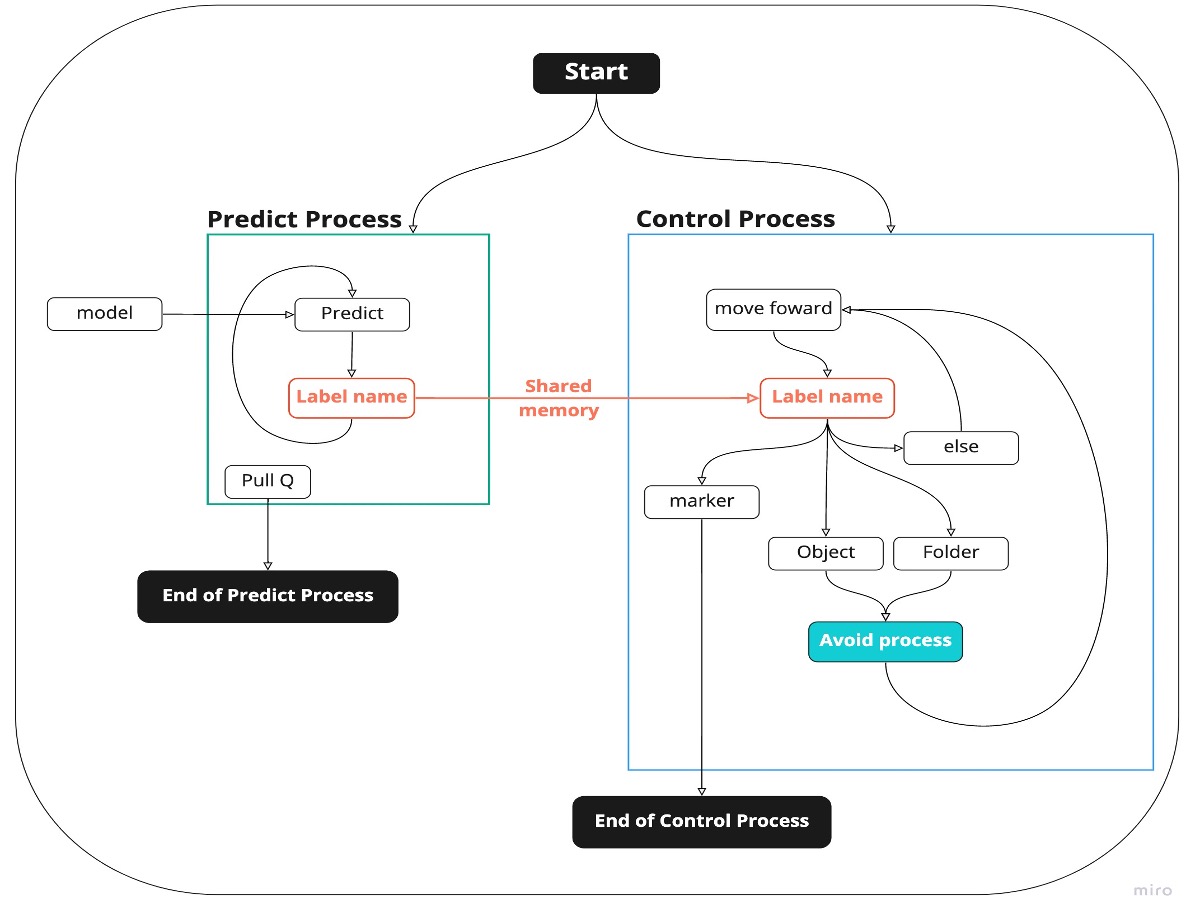 Start
Predict Process
Control Process
model
Predict
move foward
Label name
Shared
memory
Label name
else
Pull Q
marker
Object
Folder
End of Predict Process
Avoid process
End of Control Process
miro